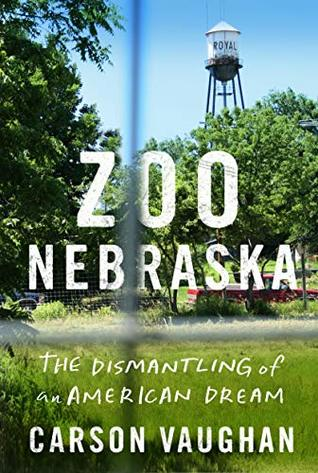 ROYAL
ZOO
NEBRASKA
THE DISMANTLING of
an AMERICAN DREAM
CARSON VAUGHAN